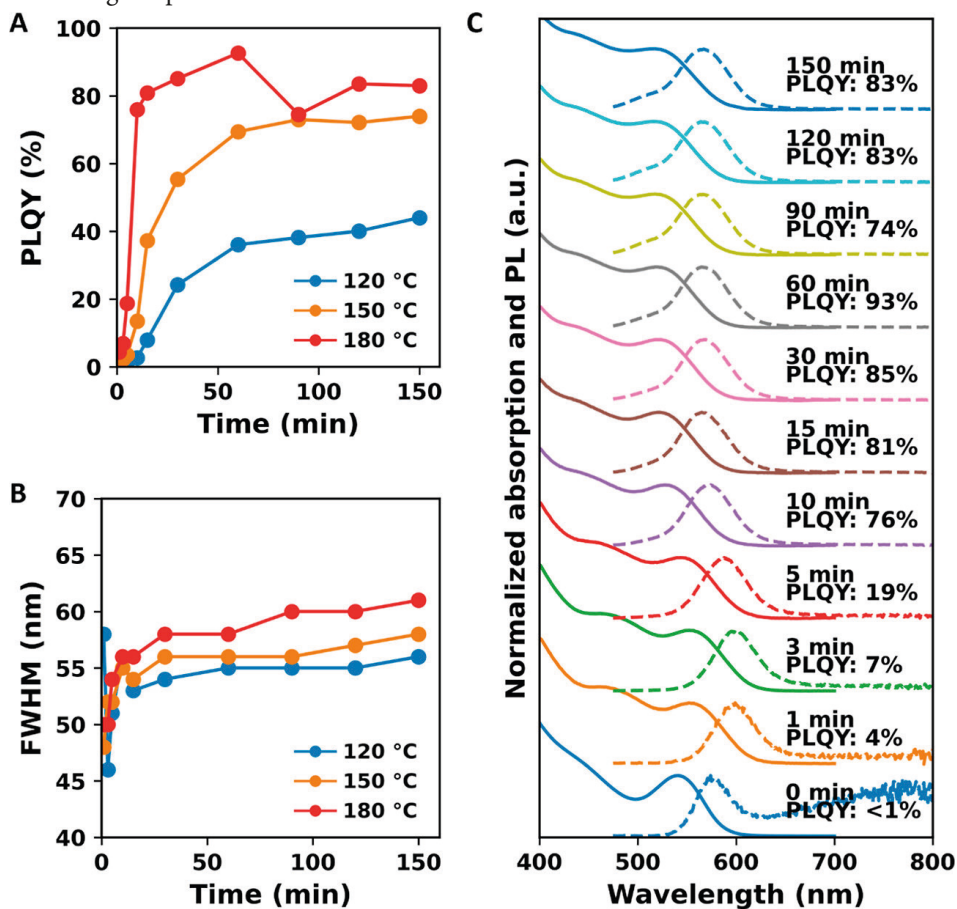 A
PLQY (%)
100
80
60
40
20
0
120 °C
150 °C
180 °C
0 50 100 150
Time (min)
B
FWHM (nm)
70
65
60
55
50
45
40
120 °C
150 °C
180 °C
0 50 100 150
Time (min)
C
Normalized absorption and PL (a.u.)
150 min
PLQY: 83%
120 min
PLQY: 83%
90 min
PLQY: 74%
60 min
PLQY: 93%
30 min
PLQY: 85%
15 min
PLQY: 81%
10 min
PLQY: 76%
5 min
PLQY: 19%
3 min
PLQY: 7%
1 min
PLQY: 4%
0 min
PLQY: <1%
400 500 600 700 800
Wavelength (nm)